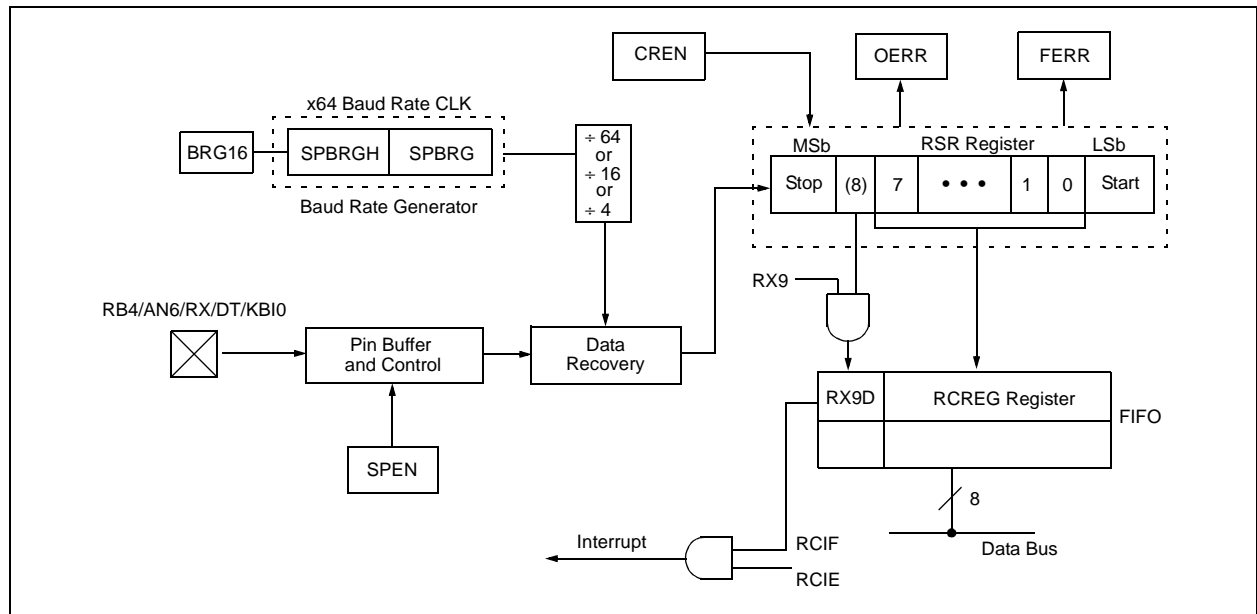 CREN
OERR
FERR
x64 Baud Rate CLK
BRG16
SPBRGH
SPBRG
Baud Rate Generator
÷ 64
or
÷ 16
or
÷ 4
MSb
RSR Register
LSb
Stop
(8)
7
• • •
1
0
Start
RX9
RB4/AN6/RX/DT/KBI0
Pin Buffer
and Control
Data
Recovery
SPEN
RX9D
RCREG Register
FIFO
8
Data Bus
Interrupt
RCIF
RCIE